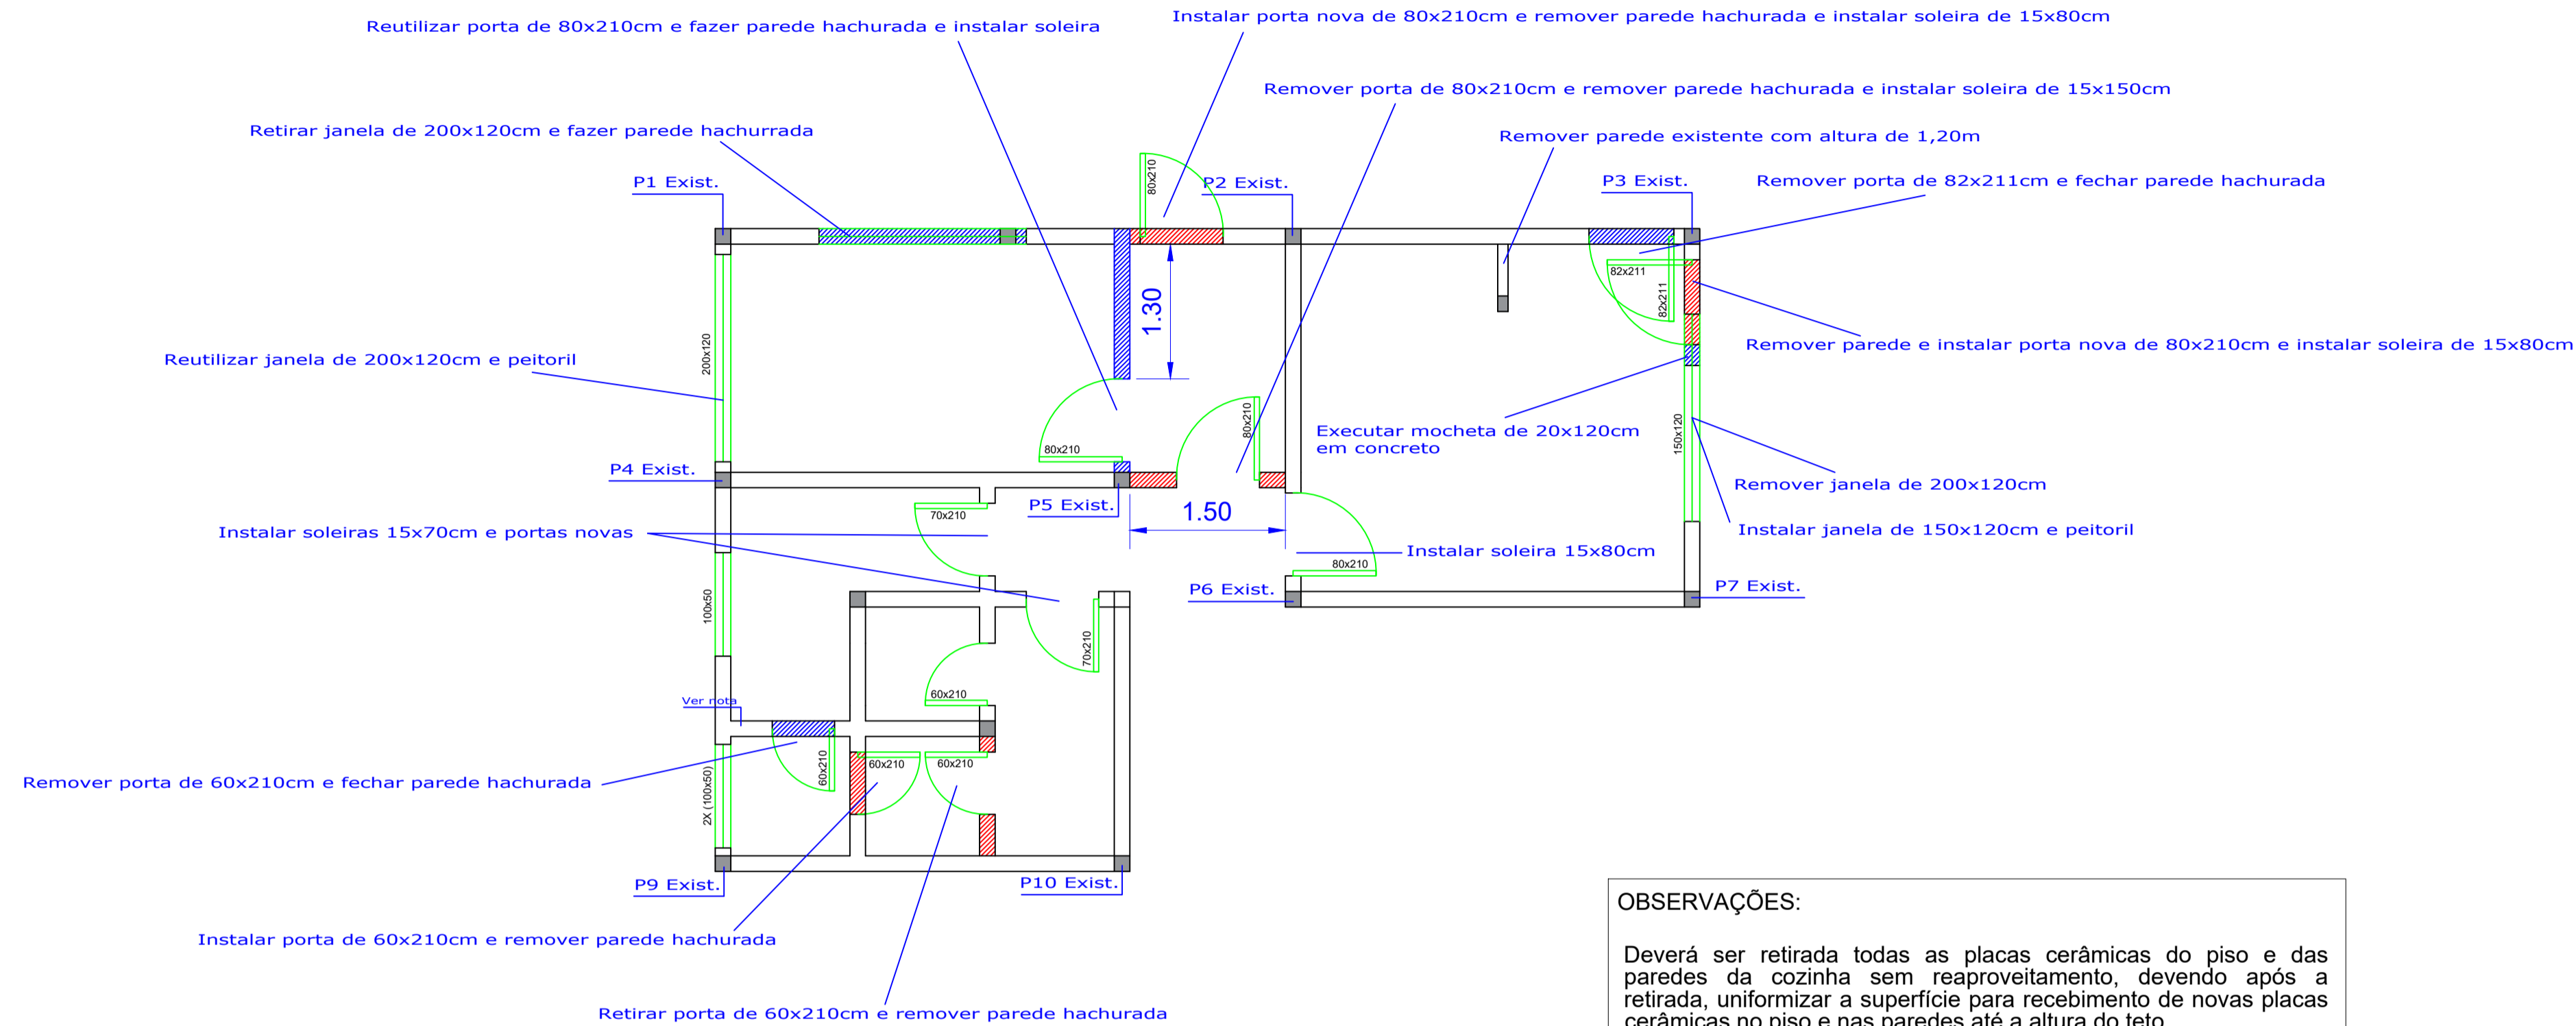 Instalar porta nova de 80x210cm e remover parede hachurada e instalar soleira de 15x80cm
Reutilizar porta de 80x210cm e fazer parede hachurada e instalar soleira
Remover porta de 80x210cm e remover parede hachurada e instalar soleira de 15x150cm
Retirar janela de 200x120cm e fazer parede hachurrada
Remover parede existente com altura de 1,20m
80x210
P1 Exist.
P2 Exist.
P3 Exist.
Remover porta de 82x211cm e fechar parede hachurada
82x211
82x211
1.30
200x120
Reutilizar janela de 200x120cm e peitoril
Remover parede e instalar porta nova de 80x210cm e instalar soleira de 15x80cm
80x210
80x210
Executar mocheta de 20x120cm
em concreto
150x120
P4 Exist.
P5 Exist.
Remover janela de 200x120cm
70x210
1.50
Instalar soleiras 15x70cm e portas novas
Instalar janela de 150x120cm e peitoril
Instalar soleira 15x80cm
80x210
P6 Exist.
P7 Exist.
100x50
70x210
60x210
Ver nota
60x210
60x210
60x210
Remover porta de 60x210cm e fechar parede hachurada
2X (100x50)
P9 Exist.
P10 Exist.
Instalar porta de 60x210cm e remover parede hachurada
Retirar porta de 60x210cm e remover parede hachurada
OBSERVAÇÕES:
Deverá ser retirada todas as placas cerâmicas do piso e das
paredes da cozinha sem reaproveitamento, devendo após a
retirada, uniformizar a superfície para recebimento de novas placas
cerâmicas no piso e nas paredes até a altura do teto